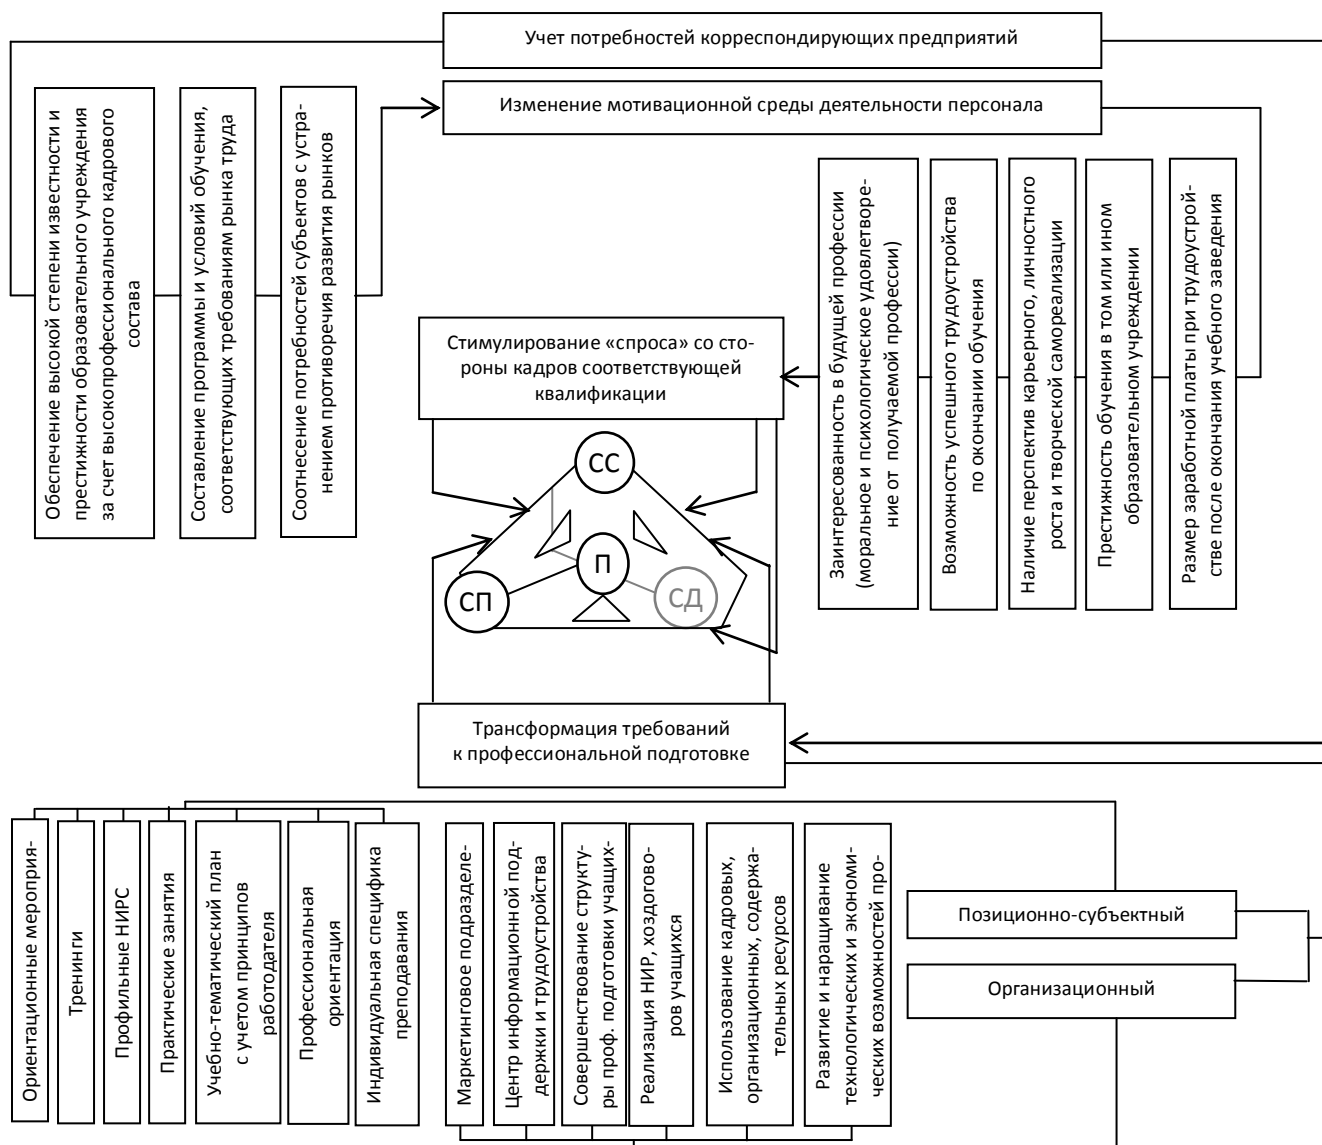 Учет потребностей корреспондирующих предприятий
Изменение мотивационной среды деятельности персонала
Обеспечение высокой степени известности и
престижности образовательного учреждения
за счет высокопрофессионального кадрового
состава
Составление программы и условий обучения,
соответствующих требованиям рынка труда
Соотнесение потребностей субъектов с устра-
нением противоречия развития рынков
Стимулирование «спроса» со сто-
роны кадров соответствующей
квалификации
Заинтересованность в будущей профессии
(моральное и психологическое удовлетворе-
ние от получаемой профессии)
Возможность успешного трудоустройства
по окончании обучения
Наличие перспектив карьерного, личностного
роста и творческой самореализации
Престижность обучения в том или ином
образовательном учреждении
Размер заработной платы при трудоустрой-
стве после окончания учебного заведения
СС
П
СП
СД
Трансформация требований
к профессиональной подготовке
Ориентационные мероприя-
Тренинги
Профильные НИРС
Практические занятия
Учебно-тематический план
с учетом принципов
работодателя
Профессиональная
ориентация
Индивидуальная специфика
преподавания
Маркетинговое подразделе-
Центр информационной под-
держки и трудоустройства
Совершенствование структу-
ры проф. подготовки учащих-
Реализация НИР, хоздогово-
ров учащихся
Использование кадровых,
организационных, содержа-
тельных ресурсов
Развитие и наращивание
технологических и экономи-
ческих возможностей про-
Позиционно-субъектный
Организационный